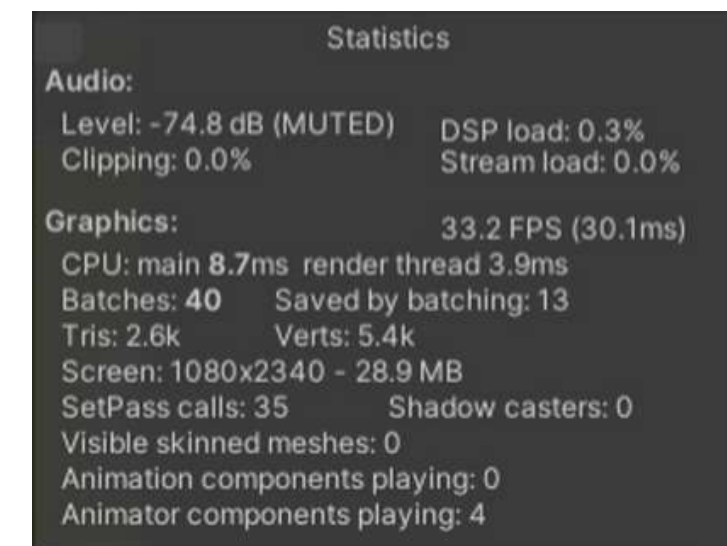 Statistics
Audio:
Level: -74.8 dB (MUTED) DSP load: 0.3%
Clipping: 0.0% Stream load: 0.0%
Graphics: 33.2 FPS (30.1ms)
CPU: main 8.7ms render thread 3.9ms
Batches: 40 Saved by batching: 13
Tris: 2.6k Verts: 5.4k
Screen: 1080x2340 - 28.9 MB
SetPass calls: 35 Shadow casters: 0
Visible skinned meshes: 0
Animation components playing: 0
Animator components playing: 4